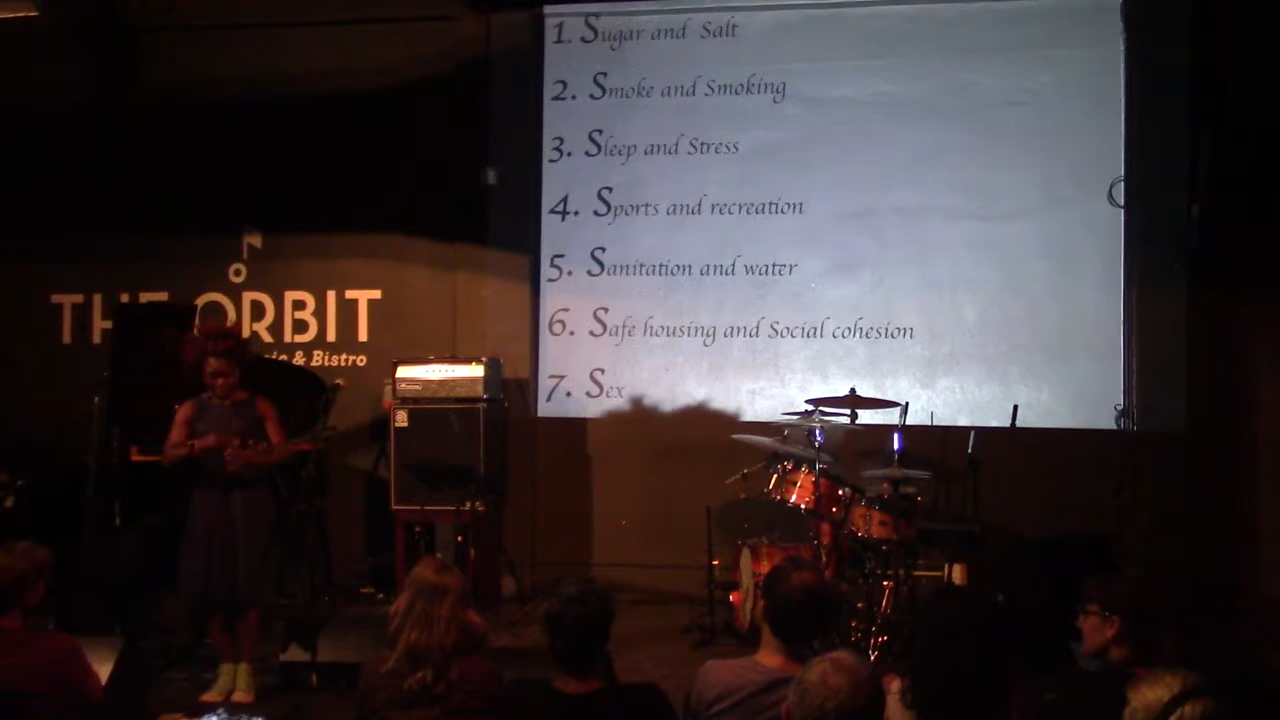 1. Sugar and Salt
2. Smoke and Smoking
3. Sleep and Stress
4. Sports and recreation
5. Sanitation and water
6. Safe housing and Social cohesion
7. Sex
THE ORBIT
& Bistro